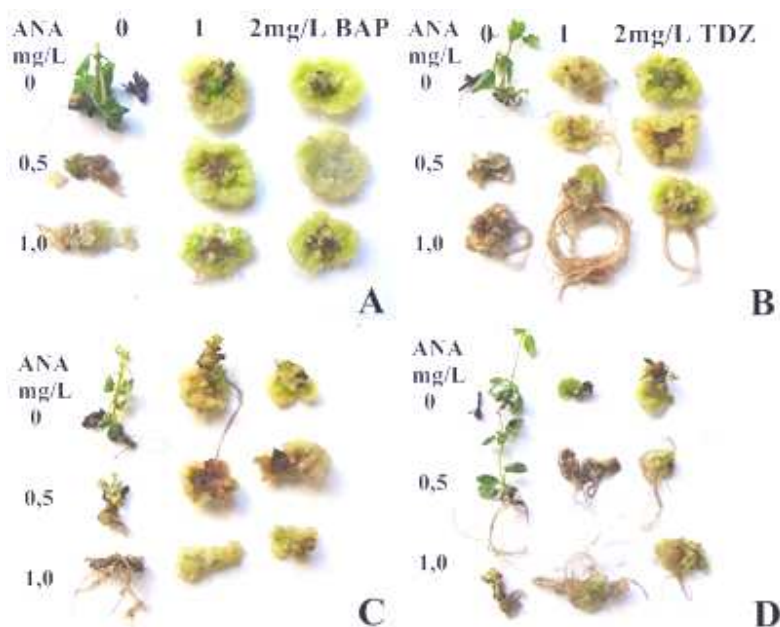 ANA 0 1 2mg/L BAP
mg/L
0
0,5
1,0
A
ANA 0 1 2mg/L TDZ
mg/L
0
0,5
1,0
B
ANA
mg/L
0
0,5
1,0
C
ANA
mg/L
0
0,5
1,0
D